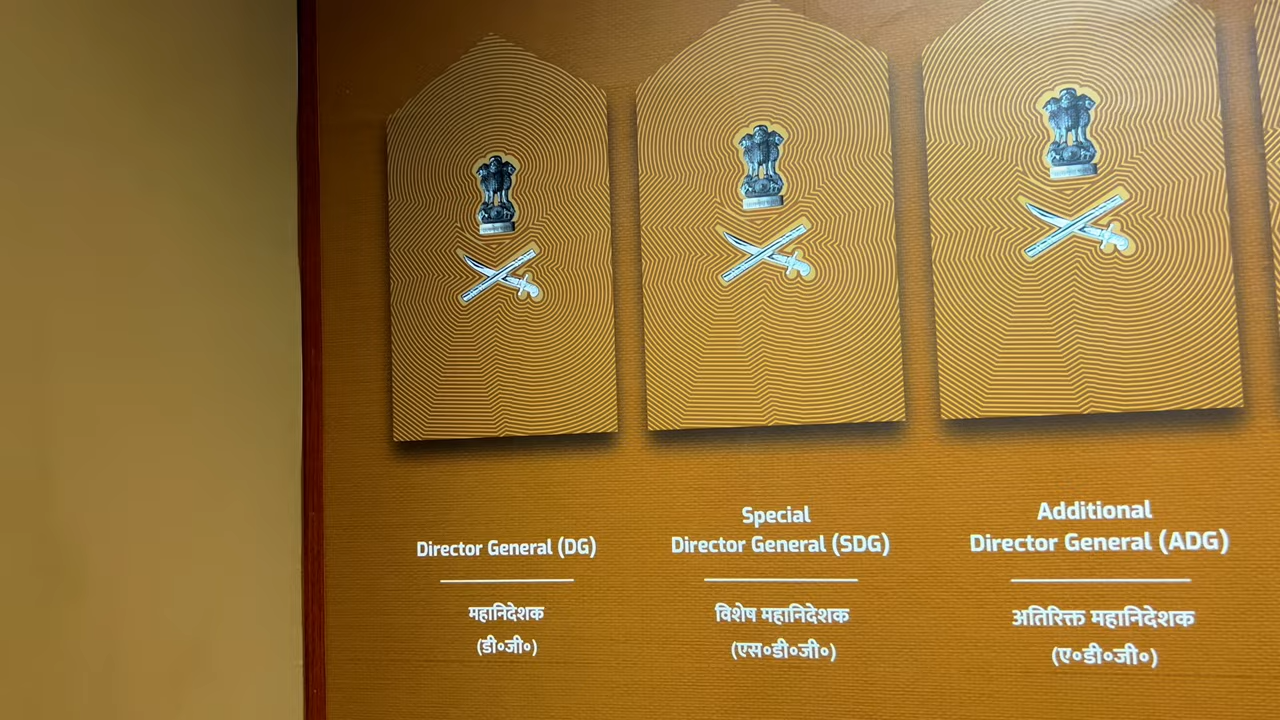 Director General (DG)
महानिदेशक
(डी०जी०)
Special
Director General (SDG)
विशेष महानिदेशक
(एस०डी०जी०)
Additional
Director General (ADG)
अतिरिक्त महानिदेशक
(ए०डी०जी०)